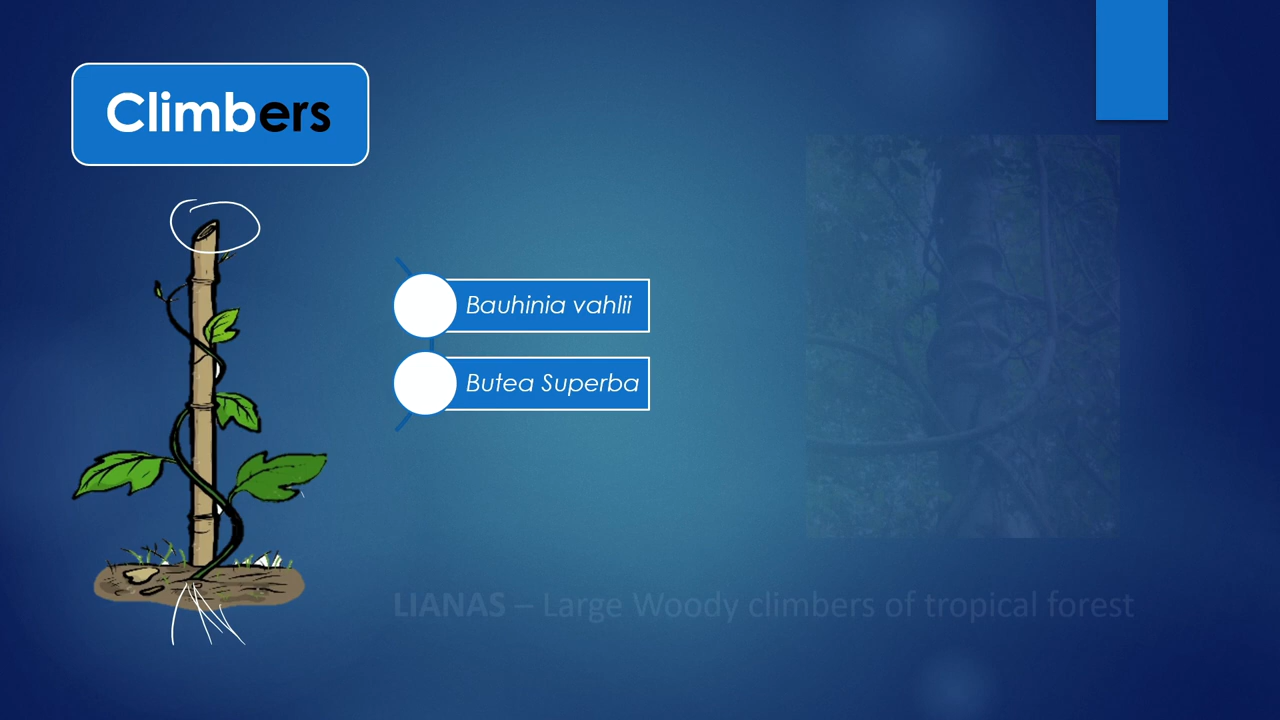 Climbers
Bauhinia vahlii
Butea Superba
LIANAS – Large Woody climbers of tropical forest